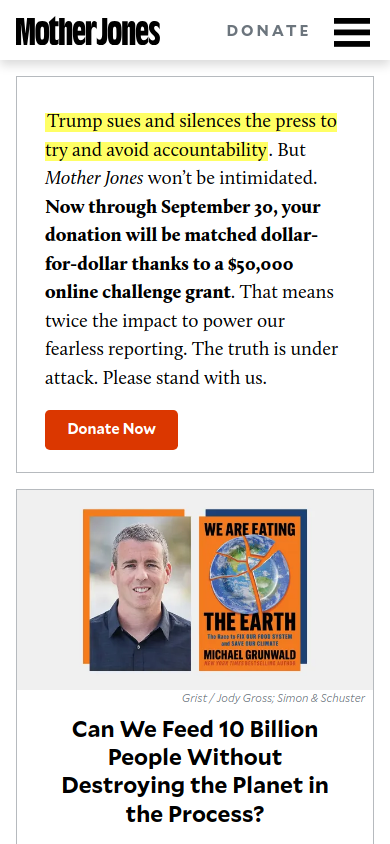 Mother Jones
DONATE
Trump sues and silences the press to
try and avoid accountability. But
Mother Jones won't be intimidated.
Now through September 30, your
donation will be matched dollar-
for-dollar thanks to a $50,000
online challenge grant. That means
twice the impact to power our
fearless reporting. The truth is under
attack. Please stand with us.
Donate Now
WE ARE EATING
THE EARTH
The Race to FIX OUR FOOD SYSTEM
and SAVE OUR CLIMATE
MICHAEL GRUNWALD
NEW YORK TIMES BESTSELLING AUTHOR
Grist / Jody Gross; Simon & Schuster
Can We Feed 10 Billion
People Without
Destroying the Planet in
the Process?